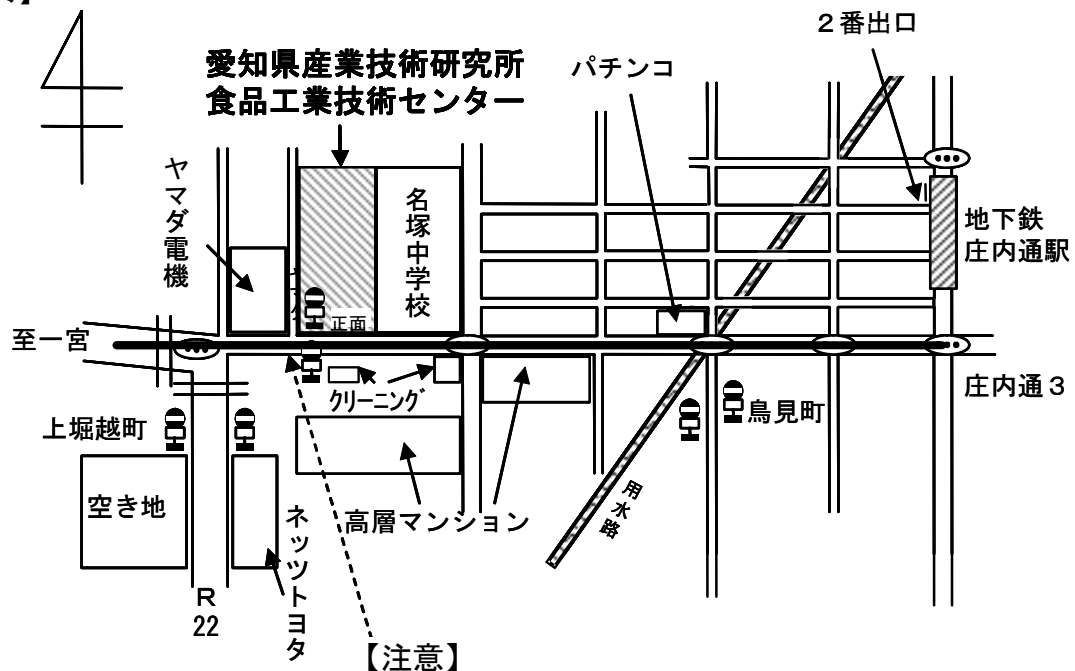 ２番出口
愛知県産業技術研究所
食品工業技術センター
パチンコ
ヤマダ電機
名塚中学校
地下鉄
庄内通駅
正面
至一宮
庄内通３
クリーニング
上堀越町
鳥見町
空き地
ネッツトヨタ
高層マンション
用水路
R
22
【注意】